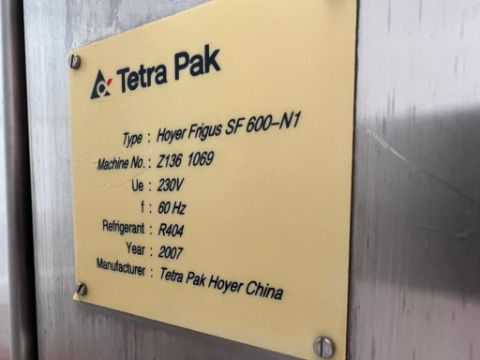 Tetra Pak
Type : Hoyer Frigus SF 600-N1
Machine No. : Z136 1069
Ue : 230V
f : 60 Hz
Refrigerant : R404
Year : 2007
Manufacturer : Tetra Pak Hoyer China